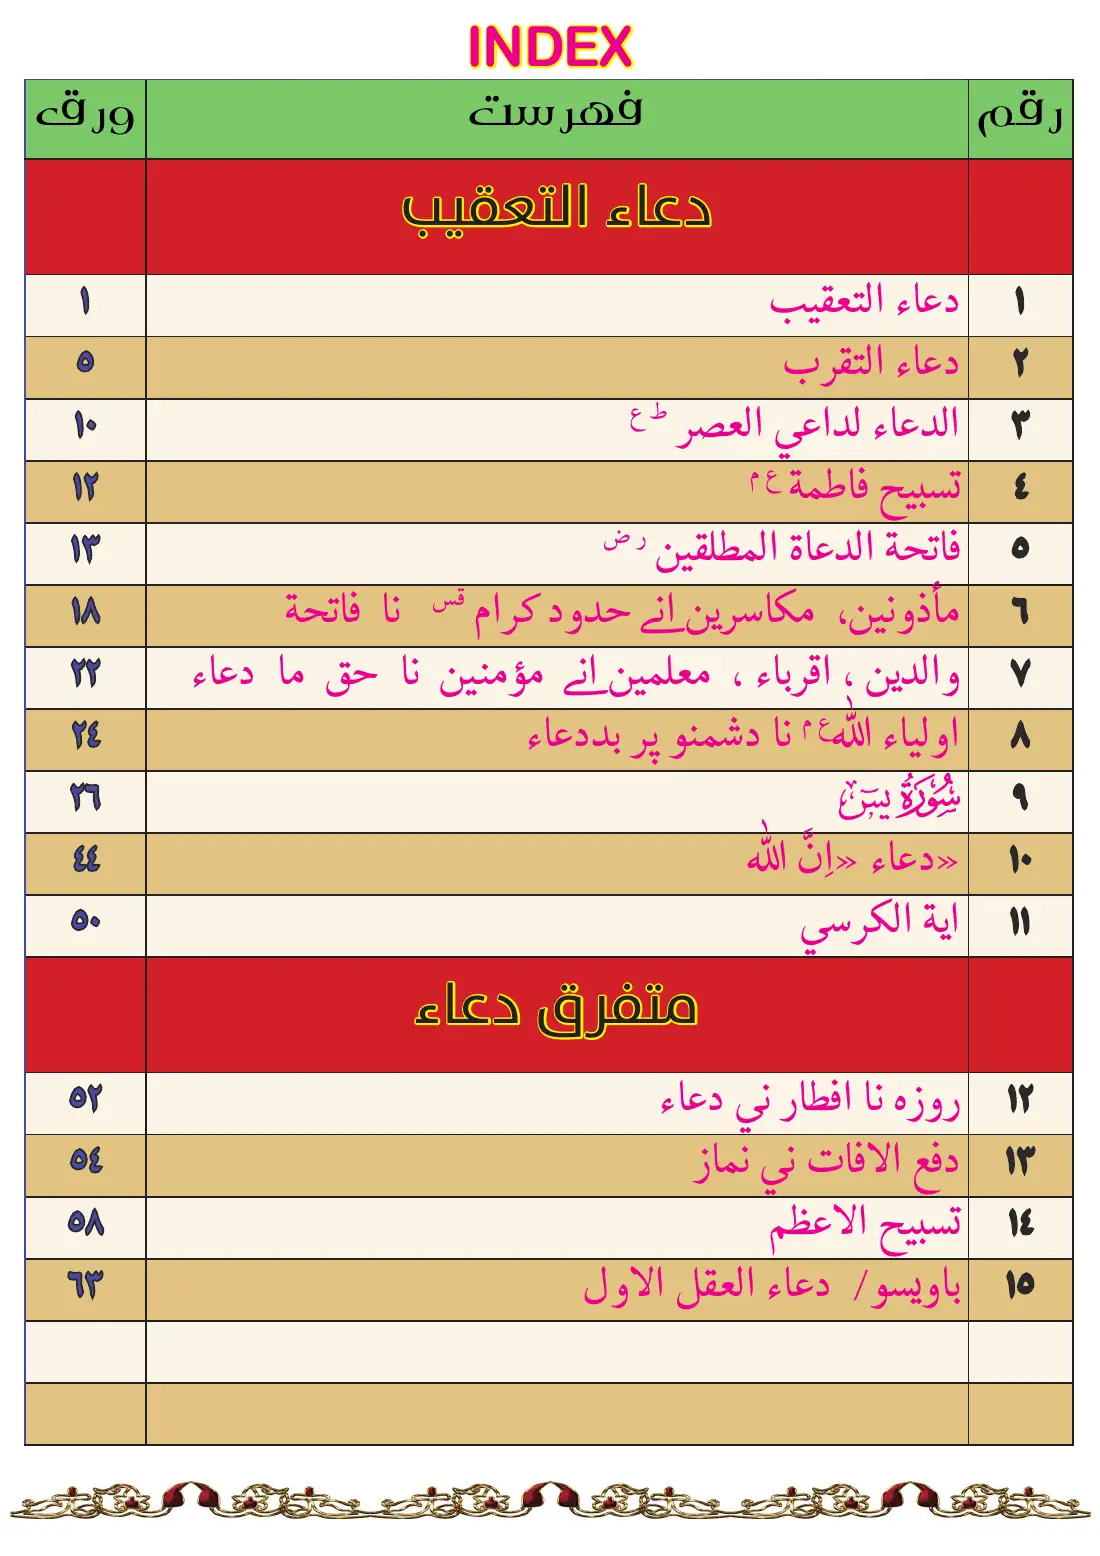 INDEX
رقم فهرست ورق
دعاء التعقيب
١ دعاء التعقيب ١
٢ دعاء التقرب ٥
٣ الدعاء لداعي العصر ط ع ١٠
٤ تسبيح فاطمة ع م ١٢
٥ فاتحة الدعاة المطلقين رض ١٣
٦ مأذونين، مكاسرين انے حدود كرام قس نا فاتحة ١٨
٧ والدين ، اقرباء ، معلمين انے مؤمنين نا حق ما دعاء ٢٢
٨ اولياء اللٰه ع م نا دشمنو پر بددعاء ٢٤
٩ سُوْرَةُ يسٓ ٢٦
١٠ «دعاء «اِنَّ اللٰه ٤٤
١١ اية الكرسي ٥٠
متفرق دعاء
١٢ روزه نا افطار ني دعاء ٥٢
١٣ دفع الافات ني نماز ٥٤
١٤ تسبيح الاعظم ٥٨
١٥ باويسو/ دعاء العقل الاول ٦٣